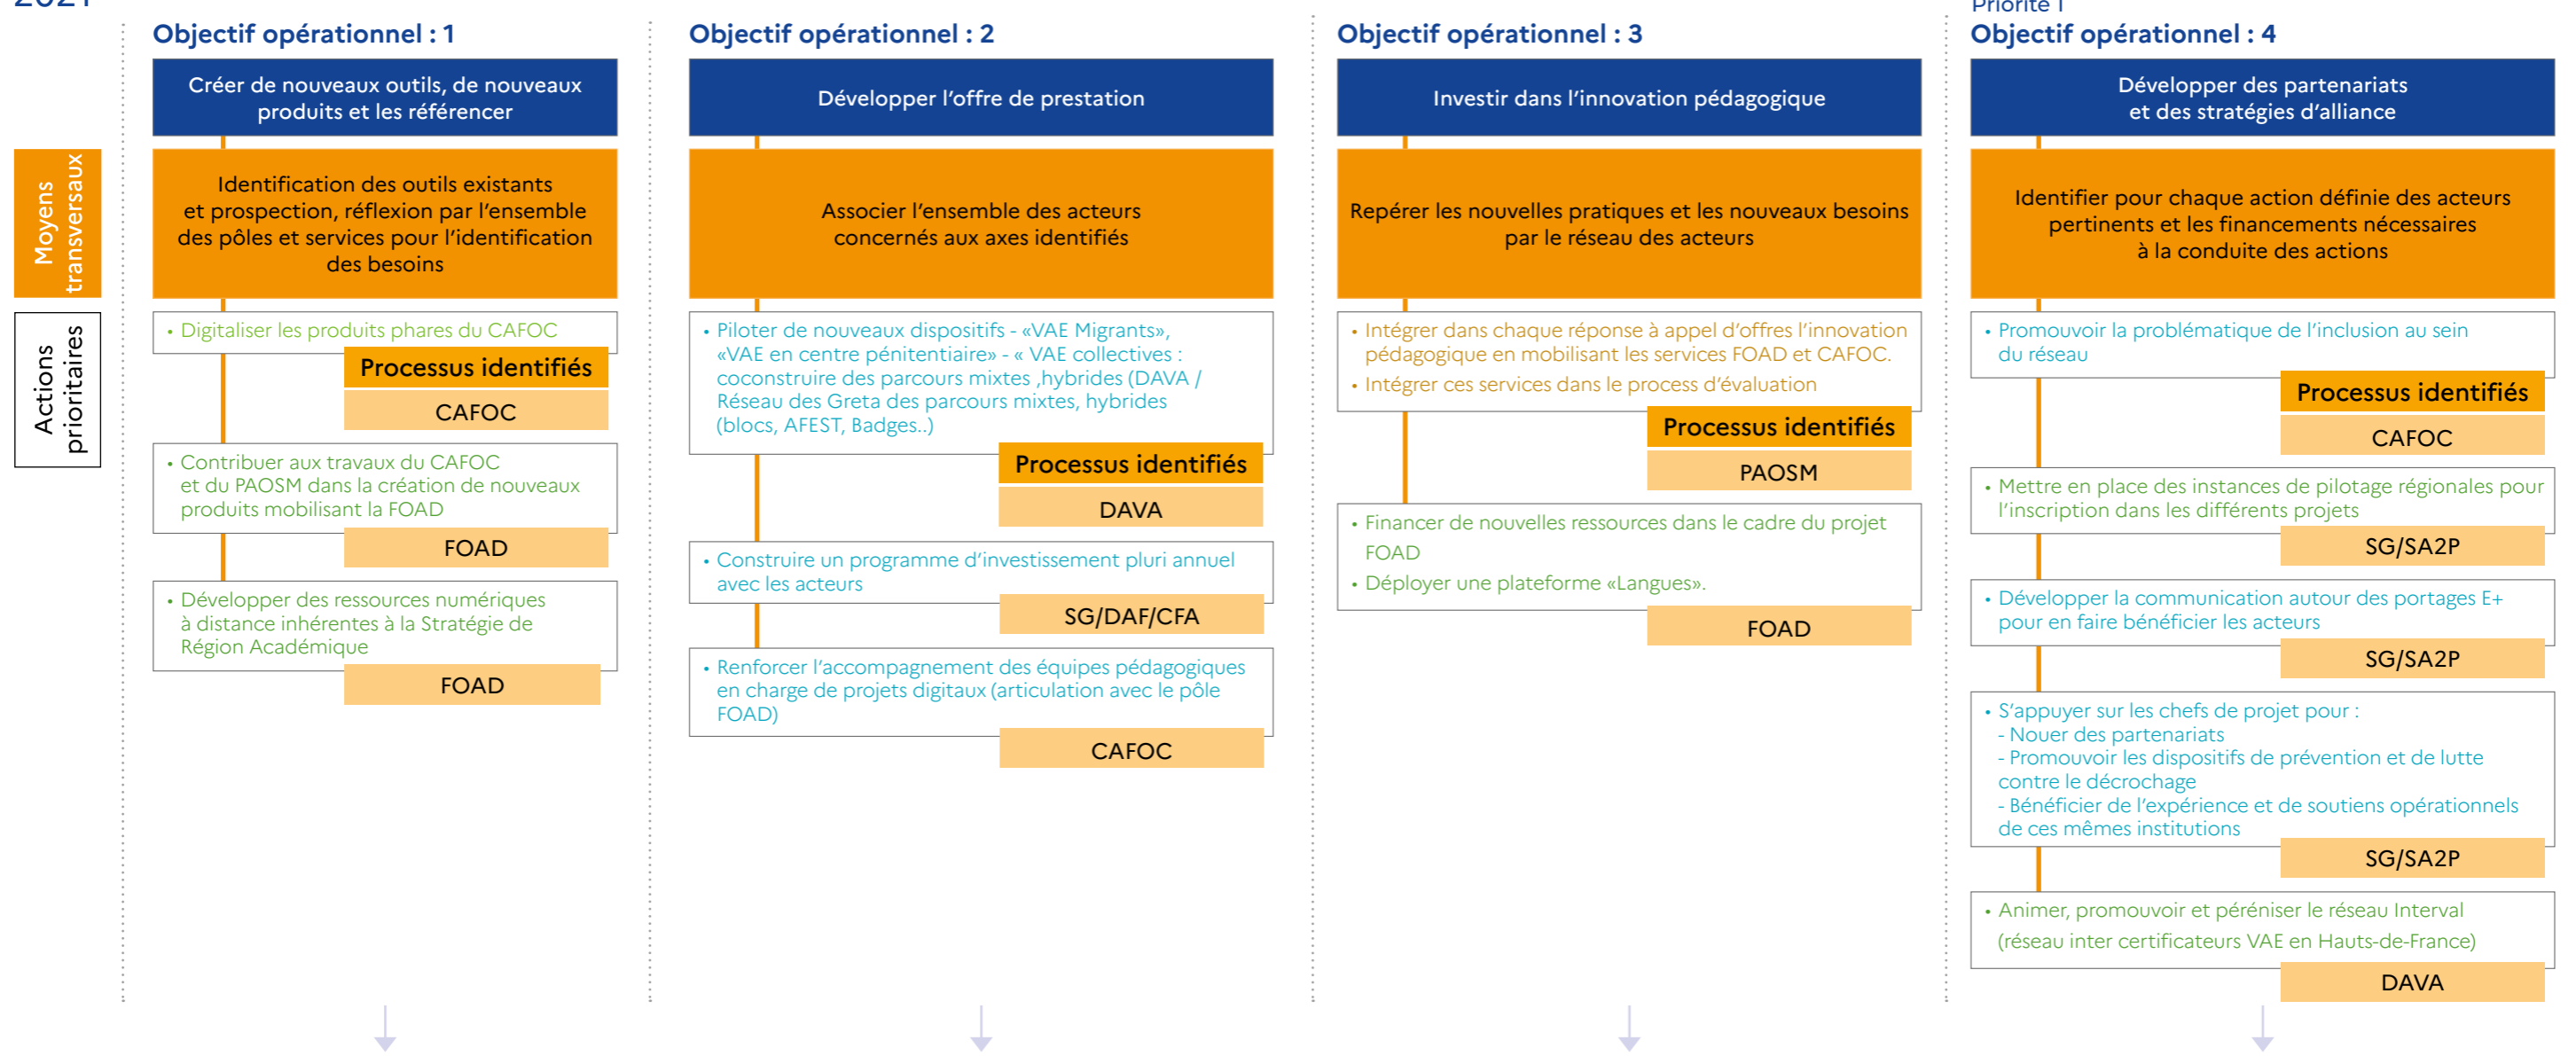 2021
Objectif opérationnel : 1
Créer de nouveaux outils, de nouveaux
produits et les référencer
Moyens
transversaux
Identification des outils existants
et prospection, réflexion par l'ensemble
des pôles et services pour l'identification
des besoins
Actions
prioritaires
• Digitaliser les produits phares du CAFOC
Processus identifiés
CAFOC
• Contribuer aux travaux du CAFOC
et du PAOSM dans la création de nouveaux
produits mobilisant la FOAD
FOAD
• Développer des ressources numériques
à distance inhérentes à la Stratégie de
Région Académique
FOAD
Objectif opérationnel : 2
Développer l'offre de prestation
Associer l'ensemble des acteurs
concernés aux axes identifiés
• Piloter de nouveaux dispositifs - «VAE Migrants»,
«VAE en centre pénitentiaire» - « VAE collectives :
coconstruire des parcours mixtes ,hybrides (DAVA /
Réseau des Greta des parcours mixtes, hybrides
(blocs, AFEST, Badges..)
Processus identifiés
DAVA
• Construire un programme d'investissement pluri annuel
avec les acteurs
SG/DAF/CFA
• Renforcer l'accompagnement des équipes pédagogiques
en charge de projets digitaux (articulation avec le pôle
FOAD)
CAFOC
Objectif opérationnel : 3
Investir dans l'innovation pédagogique
Repérer les nouvelles pratiques et les nouveaux besoins
par le réseau des acteurs
• Intégrer dans chaque réponse à appel d'offres l'innovation
pédagogique en mobilisant les services FOAD et CAFOC.
• Intégrer ces services dans le process d'évaluation
Processus identifiés
PAOSM
• Financer de nouvelles ressources dans le cadre du projet
FOAD
• Déployer une plateforme «Langues».
FOAD
Priorité 1
Objectif opérationnel : 4
Développer des partenariats
et des stratégies d'alliance
Identifier pour chaque action définie des acteurs
pertinents et les financements nécessaires
à la conduite des actions
• Promouvoir la problématique de l'inclusion au sein
du réseau
Processus identifiés
CAFOC
• Mettre en place des instances de pilotage régionales pour
l'inscription dans les différents projets
SG/SA2P
• Développer la communication autour des portages E+
pour en faire bénéficier les acteurs
SG/SA2P
• S'appuyer sur les chefs de projet pour :
- Nouer des partenariats
- Promouvoir les dispositifs de prévention et de lutte
contre le décrochage
- Bénéficier de l'expérience et de soutiens opérationnels
de ces mêmes institutions
SG/SA2P
• Animer, promouvoir et péréniser le réseau Interval
(réseau inter certificateurs VAE en Hauts-de-France)
DAVA